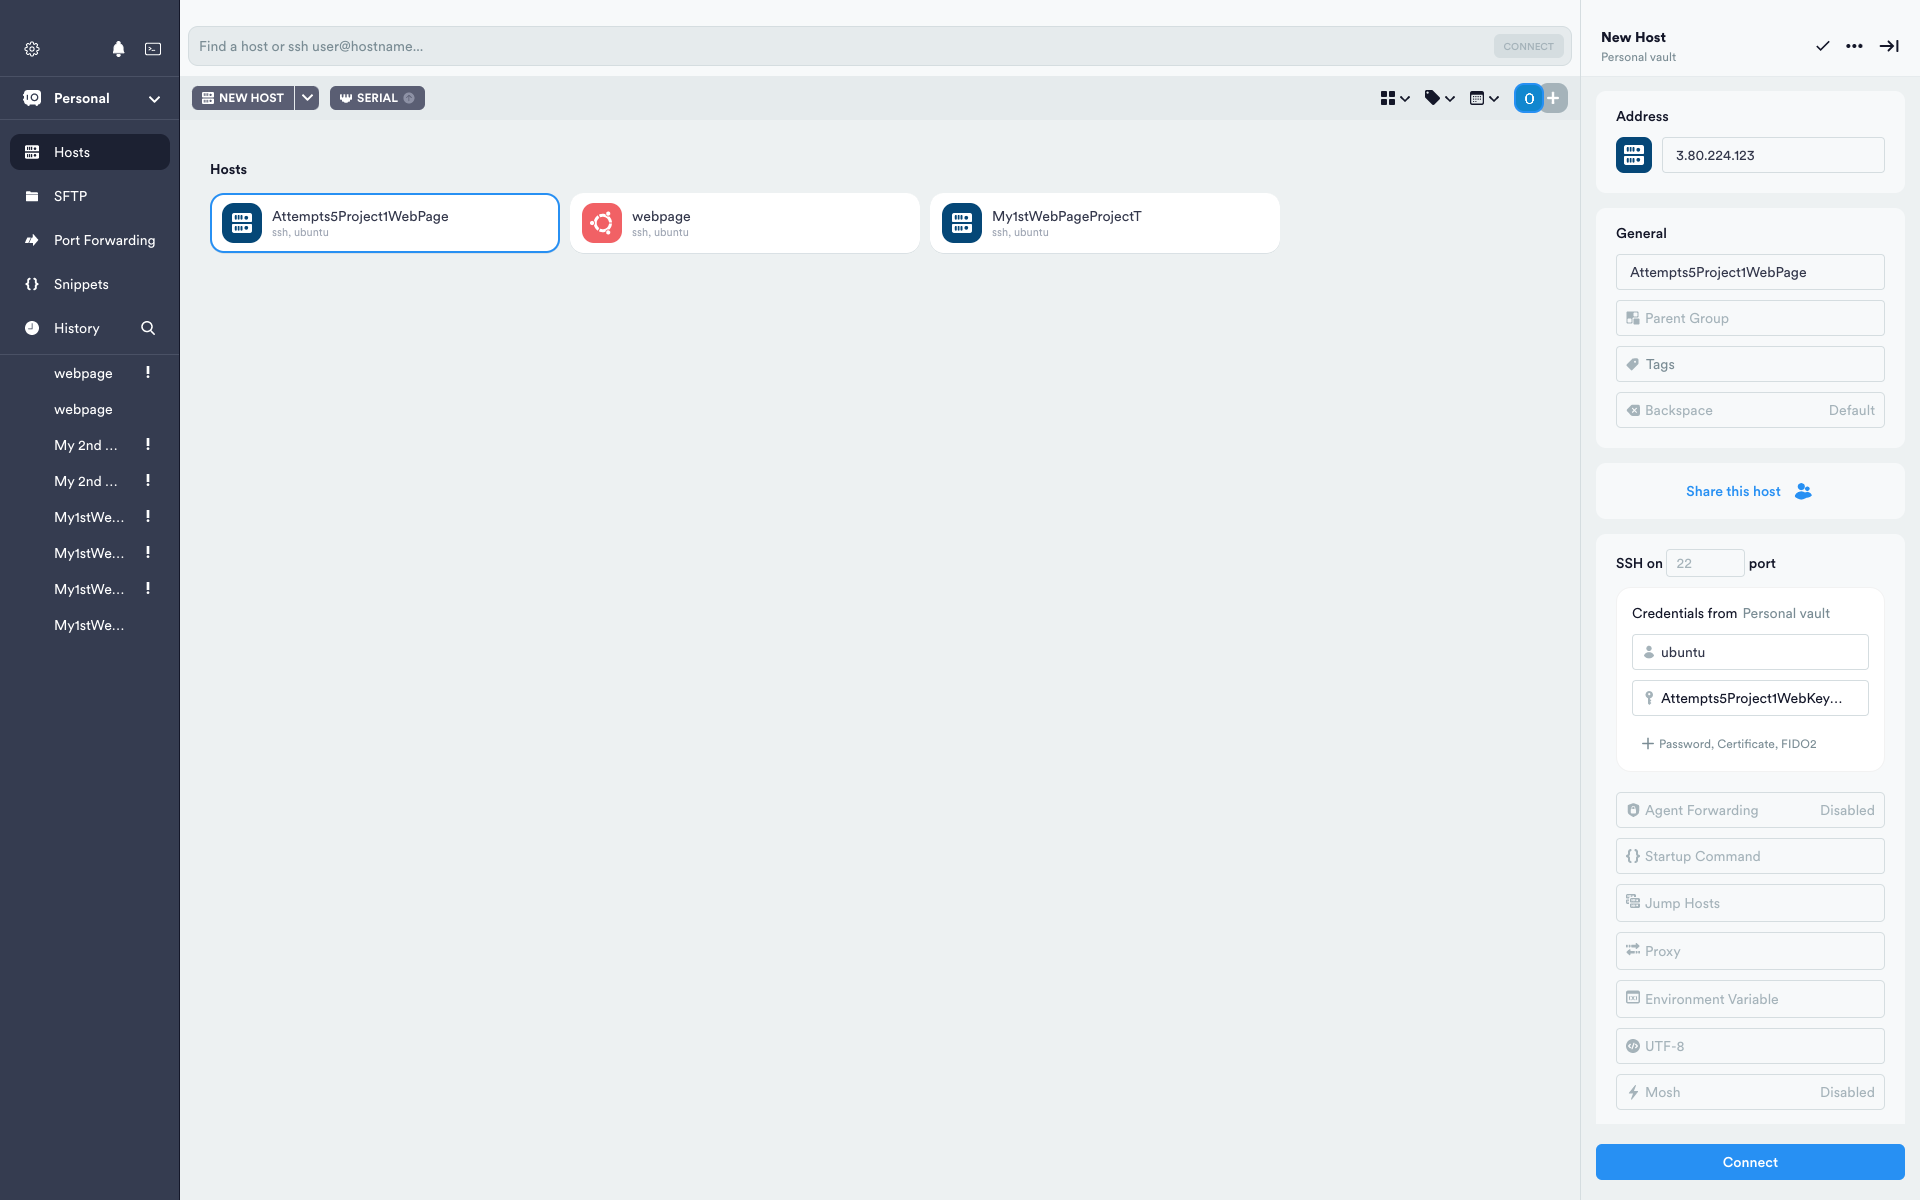 Personal
Hosts
SFTP
Port Forwarding
Snippets
History
webpage
webpage
My 2nd ...
My 2nd ...
My1stWe...
My1stWe...
My1stWe...
My1stWe...
Find a host or ssh user@hostname...
CONNECT
NEW HOST
SERIAL
O
Hosts
Attempts5Project1WebPage
ssh, ubuntu
webpage
ssh, ubuntu
My1stWebPageProjectT
ssh, ubuntu
New Host
Personal vault
Address
3.80.224.123
General
Attempts5Project1WebPage
Parent Group
Tags
Backspace Default
Share this host
SSH on 22 port
Credentials from Personal vault
ubuntu
Attempts5Project1WebKey...
Password, Certificate, FIDO2
Agent Forwarding Disabled
Startup Command
Jump Hosts
Proxy
Environment Variable
UTF-8
Mosh Disabled
Connect